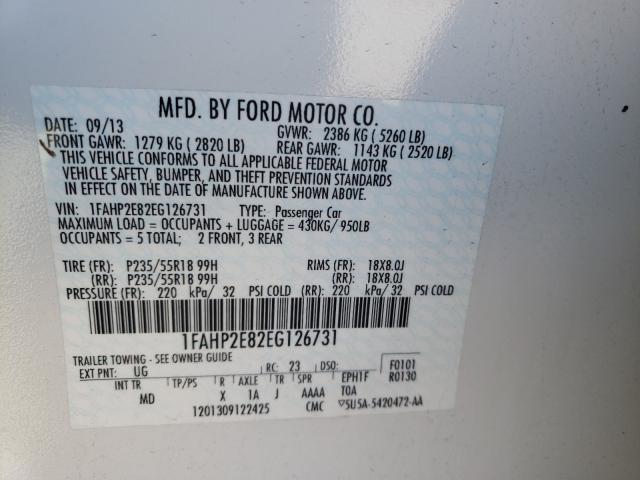 MFD. BY FORD MOTOR CO.
DATE: 09/13 GVWR: 2386 KG ( 5260 LB)
FRONT GAWR: 1279 KG ( 2820 LB) REAR GAWR: 1143 KG ( 2520 LB)
THIS VEHICLE CONFORMS TO ALL APPLICABLE FEDERAL MOTOR
VEHICLE SAFETY, BUMPER, AND THEFT PREVENTION STANDARDS
IN EFFECT ON THE DATE OF MANUFACTURE SHOWN ABOVE.
VIN: 1FAHP2E82EG126731 TYPE: Passenger Car
MAXIMUM LOAD = OCCUPANTS + LUGGAGE = 430KG/ 950LB
OCCUPANTS = 5 TOTAL; 2 FRONT, 3 REAR
TIRE (FR): P235/55R18 99H RIMS (FR): 18X8.0J
(RR): P235/55R18 99H (RR): 18X8.0J
PRESSURE (FR): 220 kPa/ 32 PSI COLD (RR): 220 kPa/ 32 PSI COLD
1FAHP2E82EG126731
TRAILER TOWING - SEE OWNER GUIDE
EXT PNT: UG RC: 23 DSO: F0101
R0130
INT TR TP/PS R AXLE TR SPR EPH1F
MD X 1A J AAAA TOA
1201309122425 CMC ▽5U5A-5420472-AA